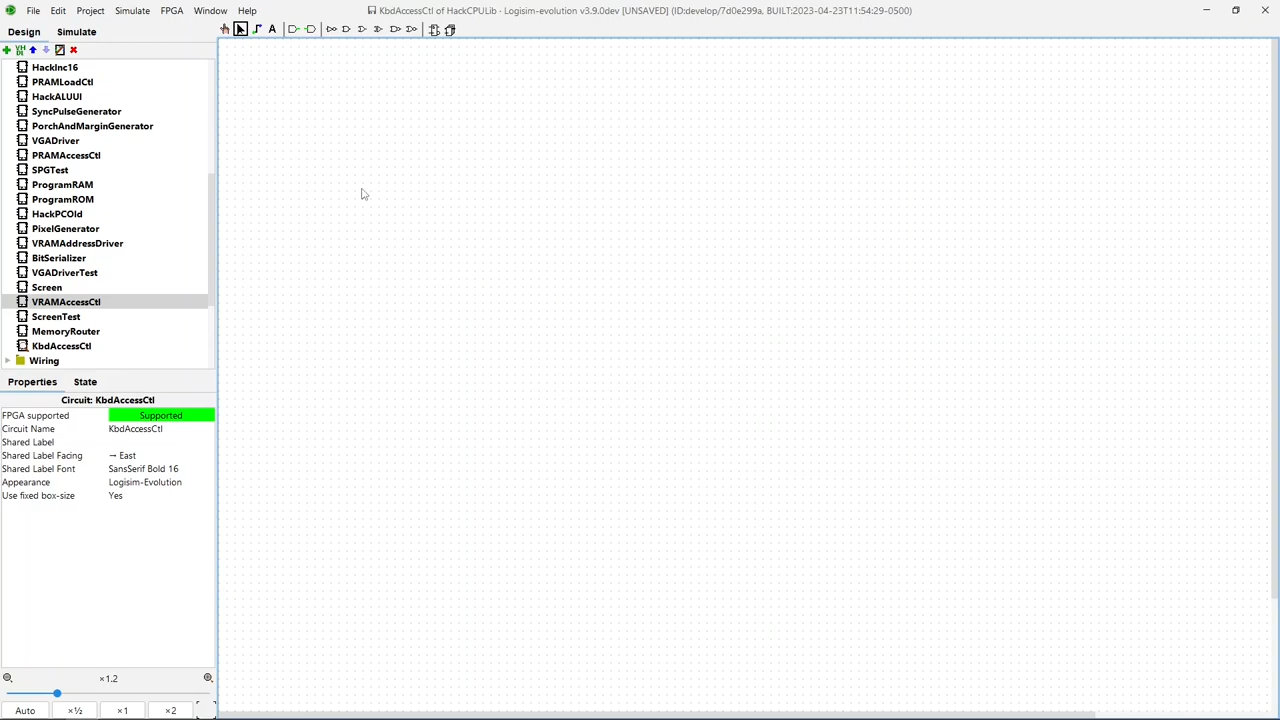 File Edit Project Simulate FPGA Window Help
KbdAccessCtl of HackCPULib · Logisim-evolution v3.9.0dev [UNSAVED] (ID:develop/7d0e299a, BUILT:2023-04-23T11:54:29-0500)
Design Simulate
A
VH
DL
HackInc16
PRAMLoadCtl
HackALUUI
SyncPulseGenerator
PorchAndMarginGenerator
VGADriver
PRAMAccessCtl
SPGTest
ProgramRAM
ProgramROM
HackPCOld
PixelGenerator
VRAMAddressDriver
BitSerializer
VGADriverTest
Screen
VRAMAccessCtl
ScreenTest
MemoryRouter
KbdAccessCtl
Wiring
Properties State
Circuit: KbdAccessCtl
FPGA supported Supported
Circuit Name KbdAccessCtl
Shared Label
Shared Label Facing → East
Shared Label Font SansSerif Bold 16
Appearance Logisim-Evolution
Use fixed box-size Yes
×1.2
Auto ×½ ×1 ×2